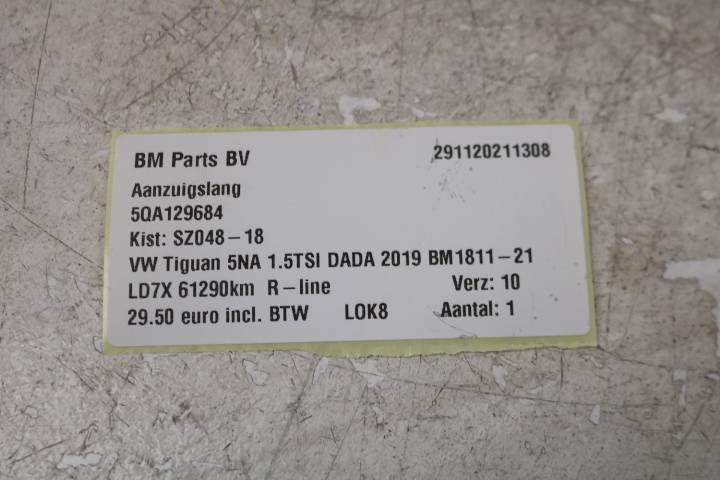 BM Parts BV 291120211308
Aanzuigslang
5QA129684
Kist: SZ048-18
VW Tiguan 5NA 1.5TSI DADA 2019 BM1811-21
LD7X 61290km R-line Verz: 10
29.50 euro incl. BTW LOK8 Aantal: 1